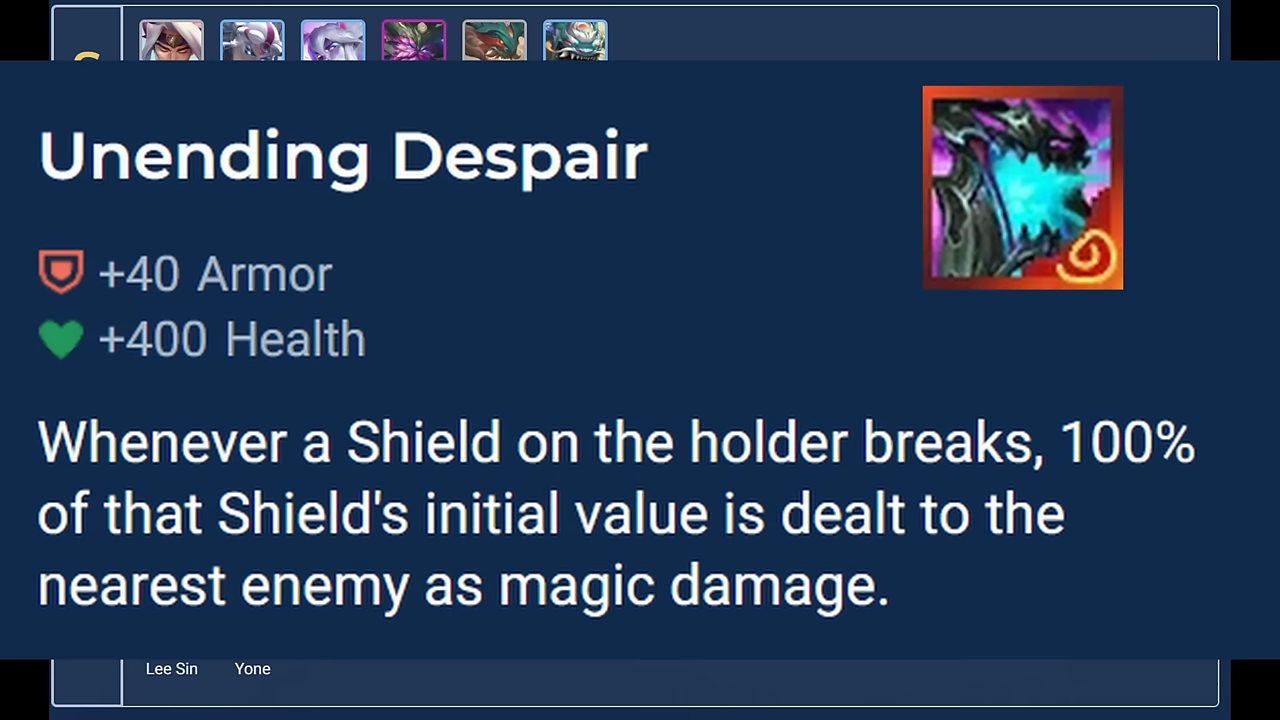 Unending Despair
+40 Armor
+400 Health
Whenever a Shield on the holder breaks, 100%
of that Shield's initial value is dealt to the
nearest enemy as magic damage.
Lee Sin Yone